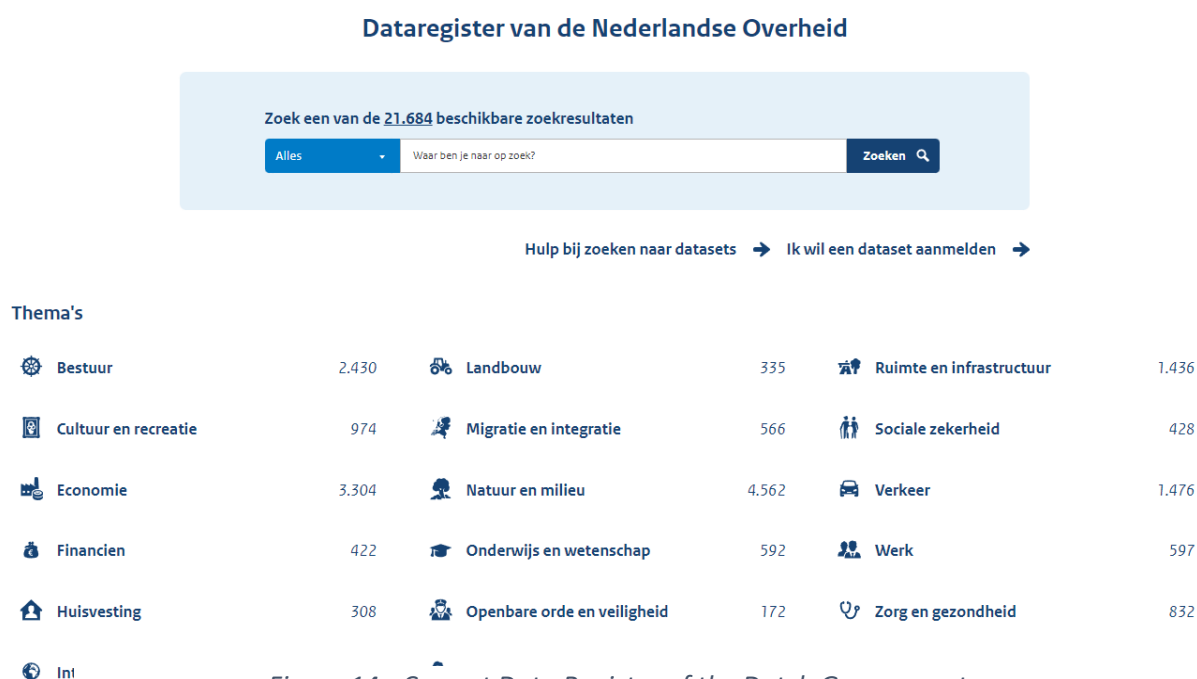 Dataregister van de Nederlandse Overheid
Zoek een van de 21.684 beschikbare zoekresultaten
Alles Waar ben je naar op zoek? Zoeken
Hulp bij zoeken naar datasets Ik wil een dataset aanmelden
Thema's
Bestuur 2.430 Landbouw 335 Ruimte en infrastructuur 1.436
Cultuur en recreatie 974 Migratie en integratie 566 Sociale zekerheid 428
Economie 3.304 Natuur en milieu 4.562 Verkeer 1.476
Financien 422 Onderwijs en wetenschap 592 Werk 597
Huisvesting 308 Openbare orde en veiligheid 172 Zorg en gezondheid 832